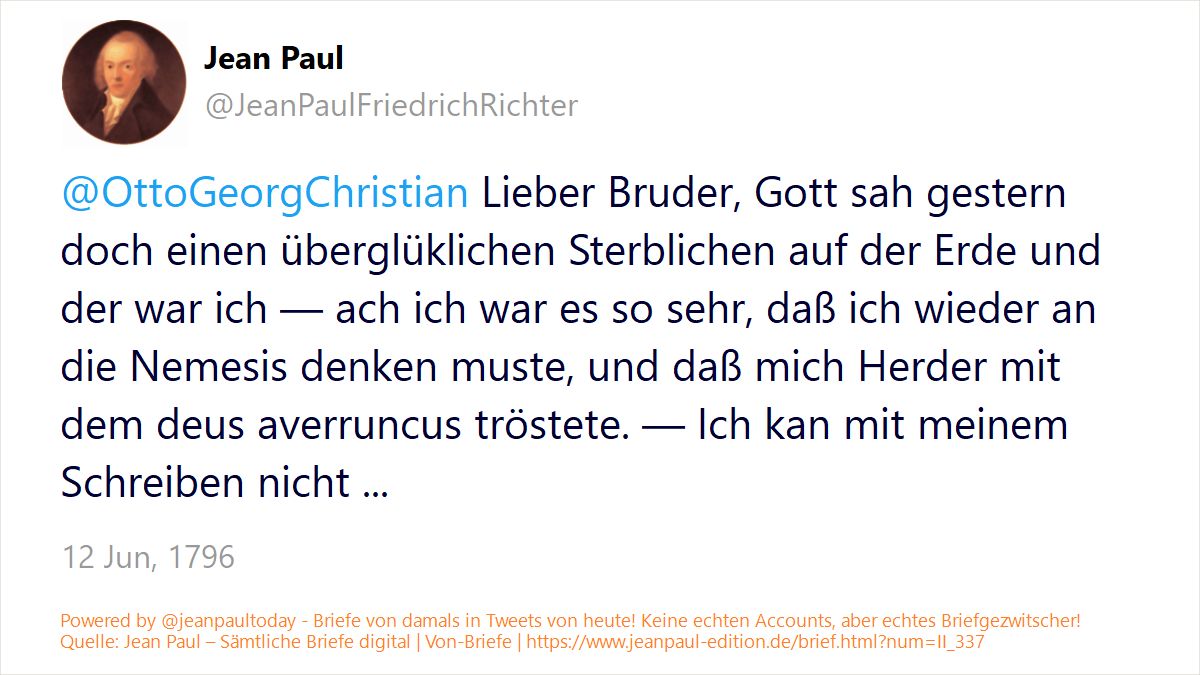 Jean Paul
@JeanPaulFriedrichRichter
@OttoGeorgChristian Lieber Bruder, Gott sah gestern
doch einen überglüklichen Sterblichen auf der Erde und
der war ich — ach ich war es so sehr, daß ich wieder an
die Nemesis denken muste, und daß mich Herder mit
dem deus averruncus tröstete. — Ich kan mit meinem
Schreiben nicht ...
12 Jun, 1796
Powered by @jeanpaultoday - Briefe von damals in Tweets von heute! Keine echten Accounts, aber echtes Briefgezwitscher!
Quelle: Jean Paul – Sämtliche Briefe digital | Von-Briefe | https://www.jeanpaul-edition.de/brief.html?num=II_337